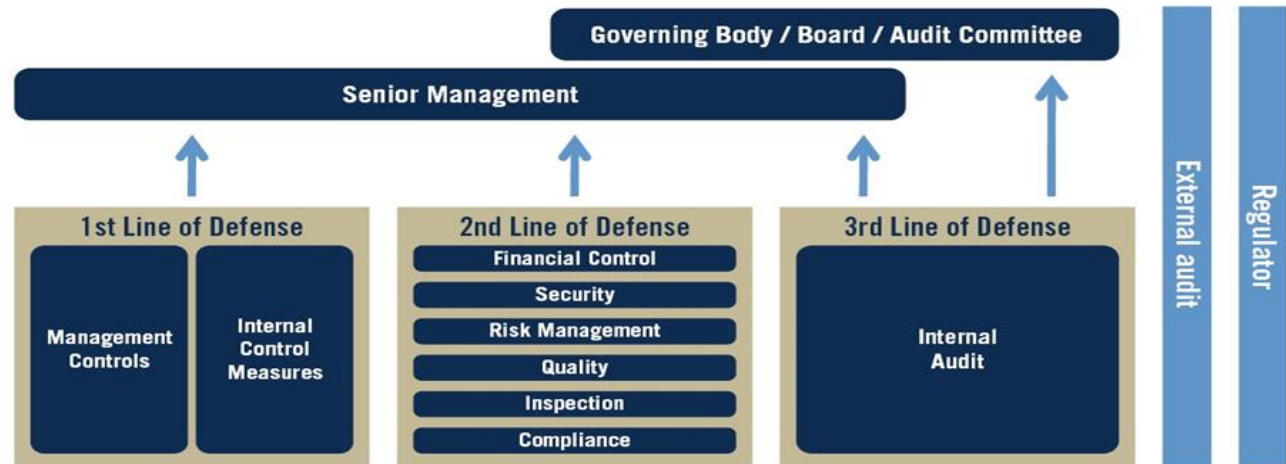 Governing Body / Board / Audit Committee
Senior Management
1st Line of Defense
Management
Controls
Internal
Control
Measures
2nd Line of Defense
Financial Control
Security
Risk Management
Quality
Inspection
Compliance
3rd Line of Defense
Internal
Audit
External audit
Regulator